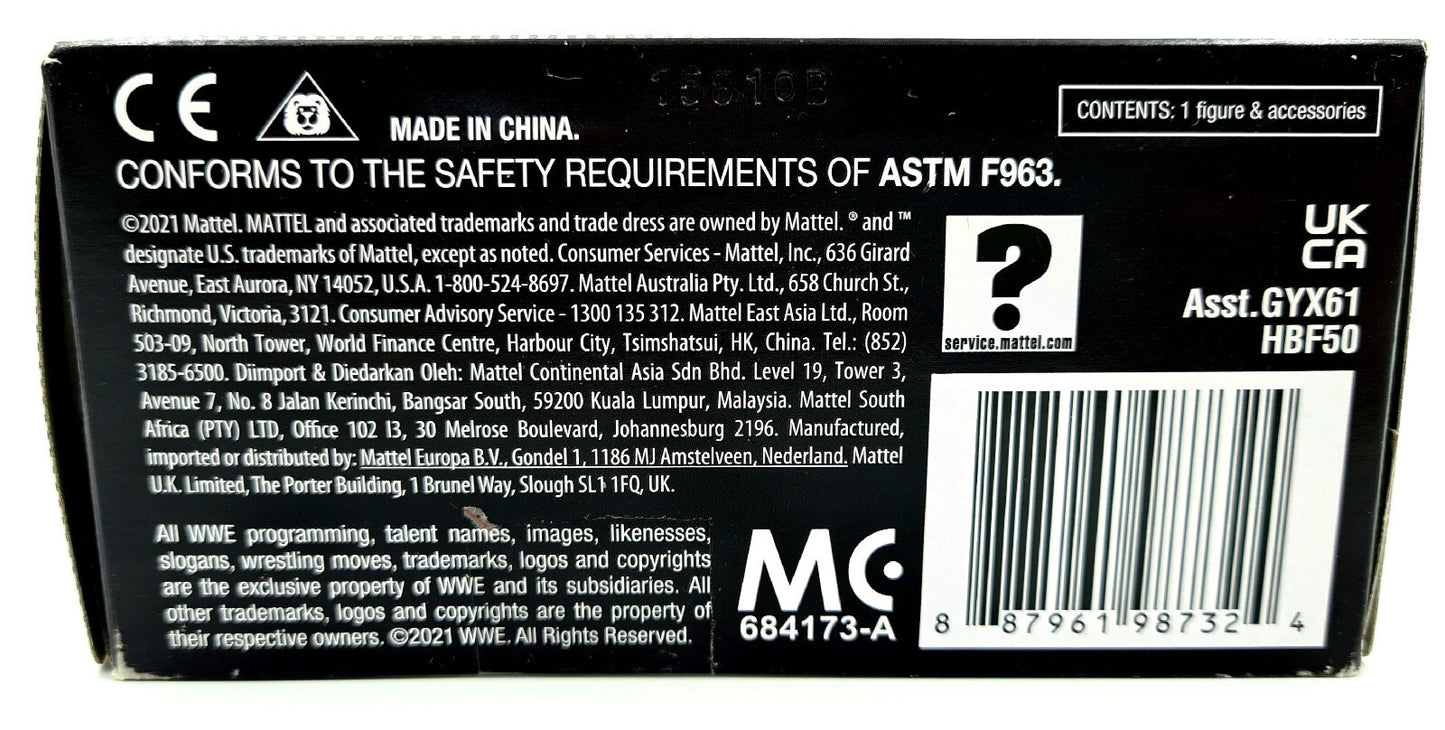 15810B
CE
MADE IN CHINA.
CONTENTS: 1 figure & accessories
CONFORMS TO THE SAFETY REQUIREMENTS OF ASTM F963.
©2021 Mattel. MATTEL and associated trademarks and trade dress are owned by Mattel. ® and ™
designate U.S. trademarks of Mattel, except as noted. Consumer Services - Mattel, Inc., 636 Girard
Avenue, East Aurora, NY 14052, U.S.A. 1-800-524-8697. Mattel Australia Pty. Ltd., 658 Church St.,
Richmond, Victoria, 3121. Consumer Advisory Service - 1300 135 312. Mattel East Asia Ltd., Room
503-09, North Tower, World Finance Centre, Harbour City, Tsimshatsui, HK, China. Tel.: (852)
3185-6500. Diimport & Diedarkan Oleh: Mattel Continental Asia Sdn Bhd. Level 19, Tower 3,
Avenue 7, No. 8 Jalan Kerinchi, Bangsar South, 59200 Kuala Lumpur, Malaysia. Mattel South
Africa (PTY) LTD, Office 102 I3, 30 Melrose Boulevard, Johannesburg 2196. Manufactured,
imported or distributed by: Mattel Europa B.V., Gondel 1, 1186 MJ Amstelveen, Nederland. Mattel
U.K. Limited, The Porter Building, 1 Brunel Way, Slough SL1 1FQ, UK.
?
service.mattel.com
UK
CA
Asst.GYX61
HBF50
All WWE programming, talent names, images, likenesses,
slogans, wrestling moves, trademarks, logos and copyrights
are the exclusive property of WWE and its subsidiaries. All
other trademarks, logos and copyrights are the property of
their respective owners. ©2021 WWE. All Rights Reserved.
MC
684173-A
8 87961 98732 4